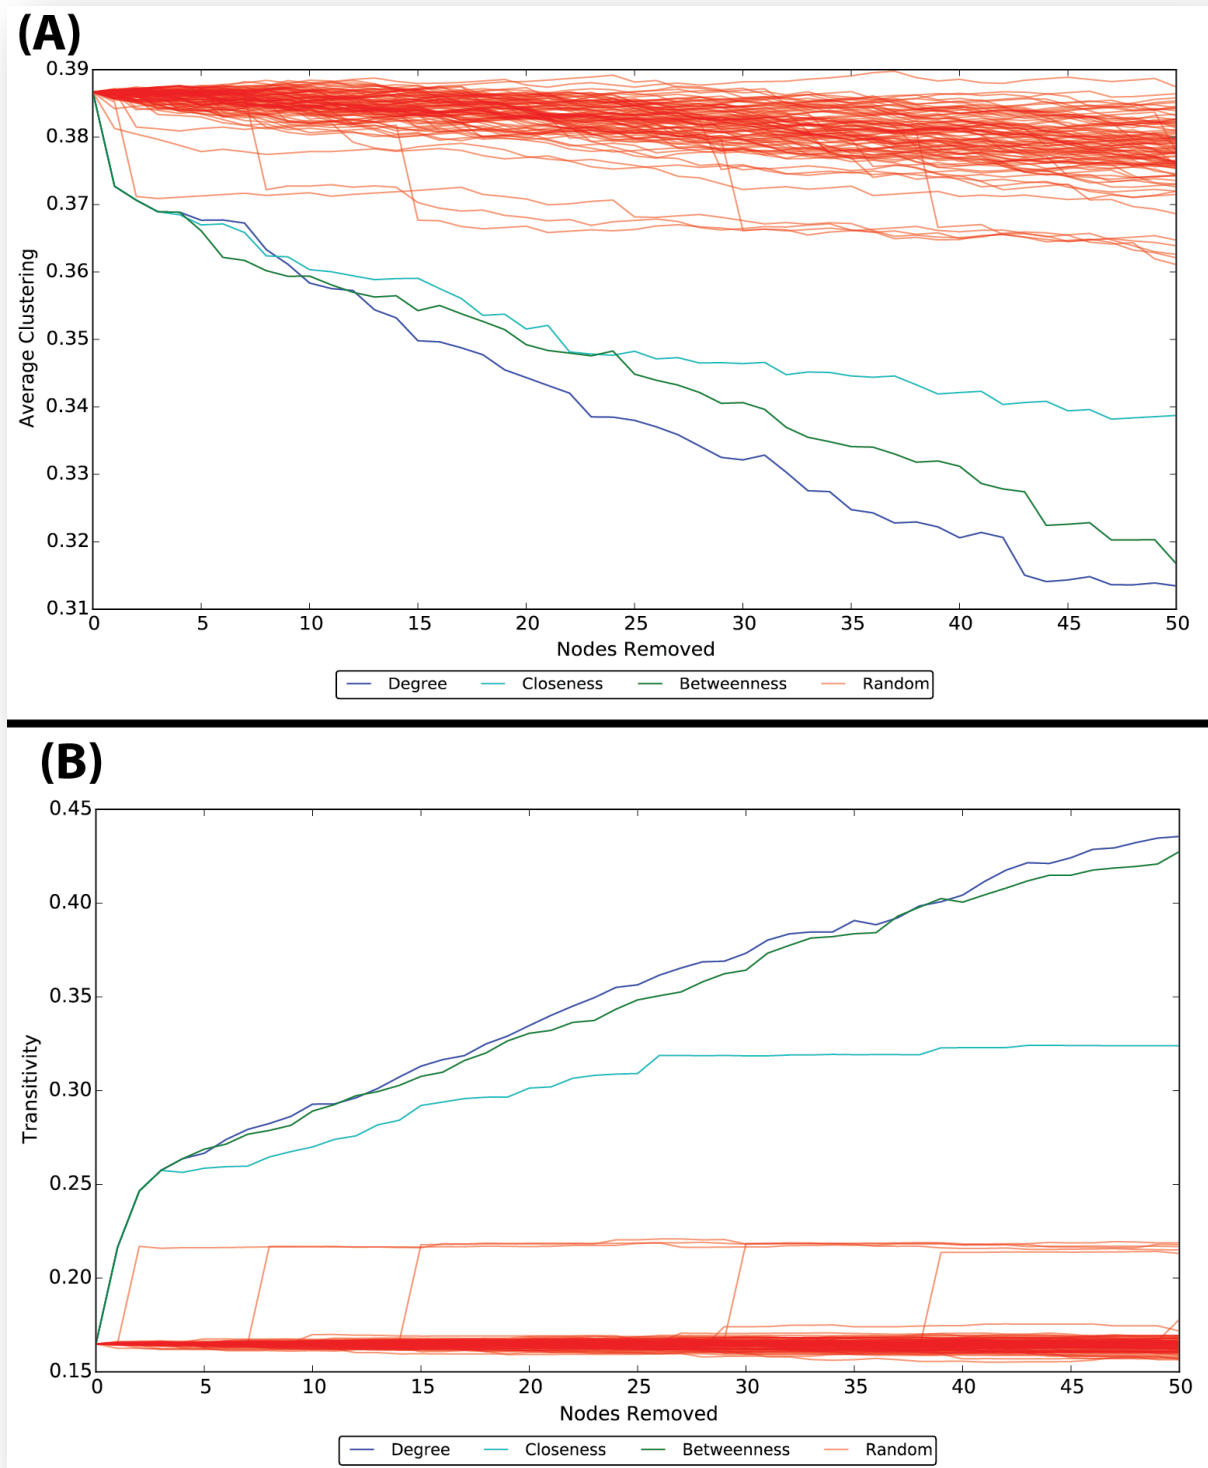 (A)
0.39
0.38
0.37
0.36
0.35
0.34
0.33
0.32
0.31
Average Clustering
0 5 10 15 20 25 30 35 40 45 50
Nodes Removed
Degree Closeness Betweenness Random
(B)
0.45
0.40
0.35
0.30
0.25
0.20
0.15
Transitivity
0 5 10 15 20 25 30 35 40 45 50
Nodes Removed
Degree Closeness Betweenness Random